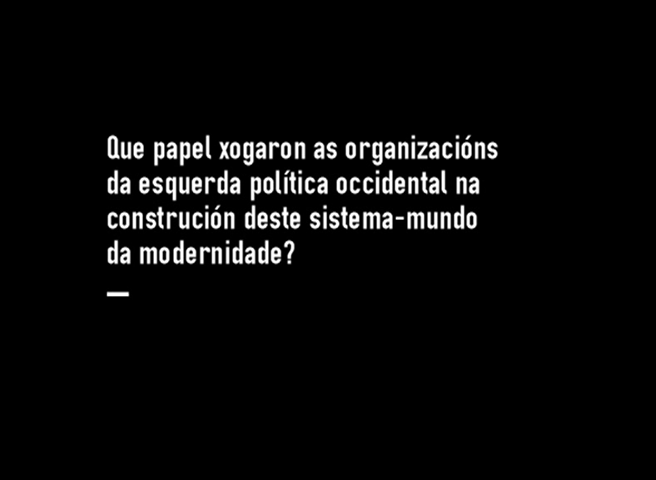 Que papel xogaron as organizacións
da esquerda política occidental na
construción deste sistema-mundo
da modernidade?